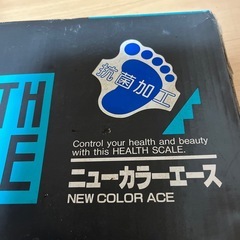 抗菌加工
TH
E
Control your health and beauty
with this HEALTH SCALE.
ニューカラーエース
NEW COLOR ACE